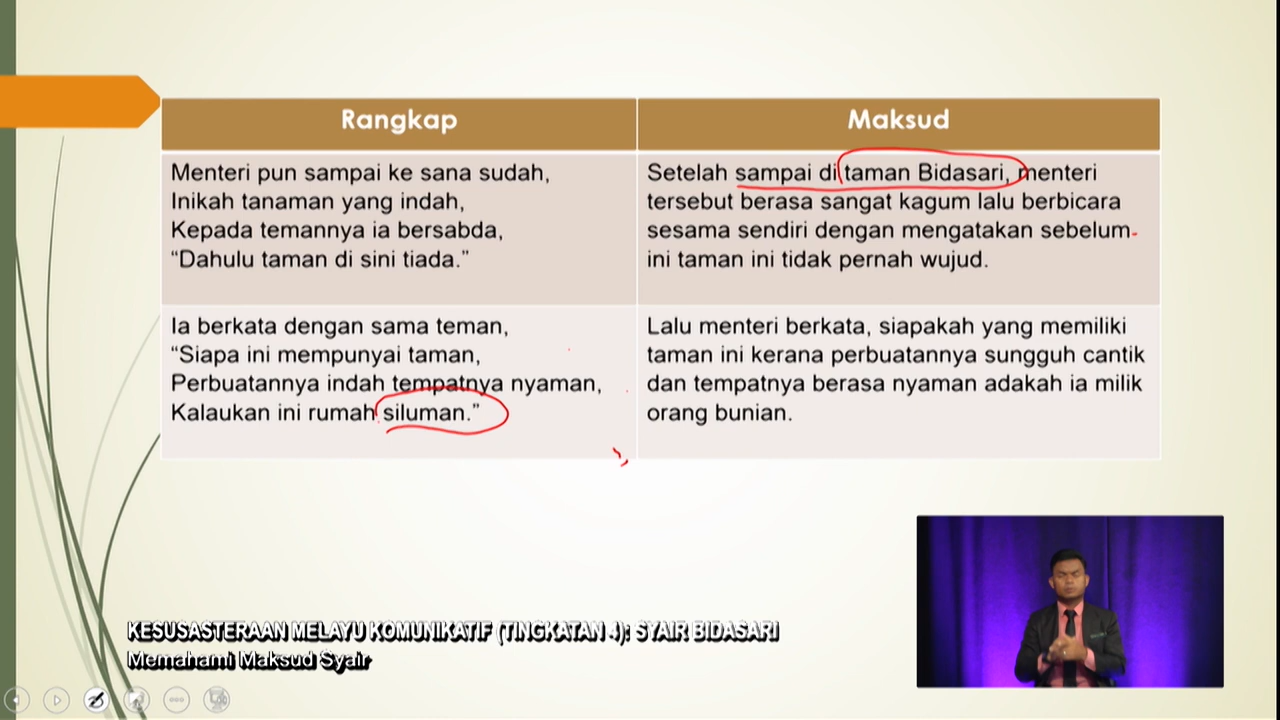 Rangkap
Maksud
Menteri pun sampai ke sana sudah,
Inikah tanaman yang indah,
Kepada temannya ia bersabda,
“Dahulu taman di sini tiada.”
Setelah sampai di taman Bidasari, menteri
tersebut berasa sangat kagum lalu berbicara
sesama sendiri dengan mengatakan sebelum
ini taman ini tidak pernah wujud.
Ia berkata dengan sama teman,
“Siapa ini mempunyai taman,
Perbuatannya indah tempatnya nyaman,
Kalaukan ini rumah siluman.”
Lalu menteri berkata, siapakah yang memiliki
taman ini kerana perbuatannya sungguh cantik
dan tempatnya berasa nyaman adakah ia milik
orang bunian.
KESUSASTERAAN MELAYU KOMUNIKATIF (TINGKATAN 4): SYAIR BIDASARI
Memahami Maksud Syair